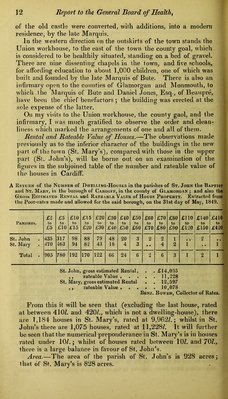 12 Report to the General Board of Health,
of the old castle were converted, with additions, into a modern
residence, by the late Marquis.
In the western direction on the outskirts of the town stands the
Union workhouse, to the east of the town the county gaol, which
is considered to be healthily situated, standing on a bed of gravel.
There are nine dissenting chapels in the town, and five schools,
for affording education to about 1,000 children, one of which was
built and founded by the late Marquis of Bute. There is also an
infirmary open to the counties of Glamorgan and Monmouth, to
which the Marquis of Bute and Daniel Jones, Esq., of Beaupré,
have been the chief benefactors; the building was erected at the
sole expense of the latter.
On my visits to the Union workhouse, the county gaol, and the
infirmary, I was much gratified to observe the order and clean-
liness which marked the arrangements of one and all of them.
Rental and Rateable Value of Houses.—The observations made
previously as to the inferior character of the buildings in the new
part of the town (St. Mary's), compared with those in the upper
part (St. John's), will be borne out on an examination of the
figures in the subjoined table of the number and rateable value of
the houses in Cardiff.
A Return of the Number of Dwelling-Houses in the parishes of St. John the Baptist
and St. Mary, in the borough of Cardiff, in the county of Glamorgan; and also the
Gross Estimated Rental and Rateable Value of House Property. Extracted from
the Poor-rate made and allowed for the said borough, on the 31st day of May, 1849.
Parishes.
St. John
St. Mary
Total
St. John, gross estimated Rental . . £14,035
Rateable Value . . . 11,228
St. Mary, gross estimated Rental . 12,597
rateable Value . . . 10,078
Benj. Bowen, Collector of Rates.
From this it will be seen that (excluding the last house, rated
at between 410l. and 420l., which is not a dwelling-house), there
are 1,184 houses in St. Mary's, rated at 9,962l.; whilst in St.
John's there are 1,075 houses, rated at 11,228l. It will further
be seen that the numerical preponderance in St. Mary's is in houses
rated under 10l.; whilst of houses rated between 10l. and 70l.,
there is a large balance in favour of St. John's.
Area.—The area of the parish of St. John's is 928 acres;
that of St. Mary's is 828 acres.